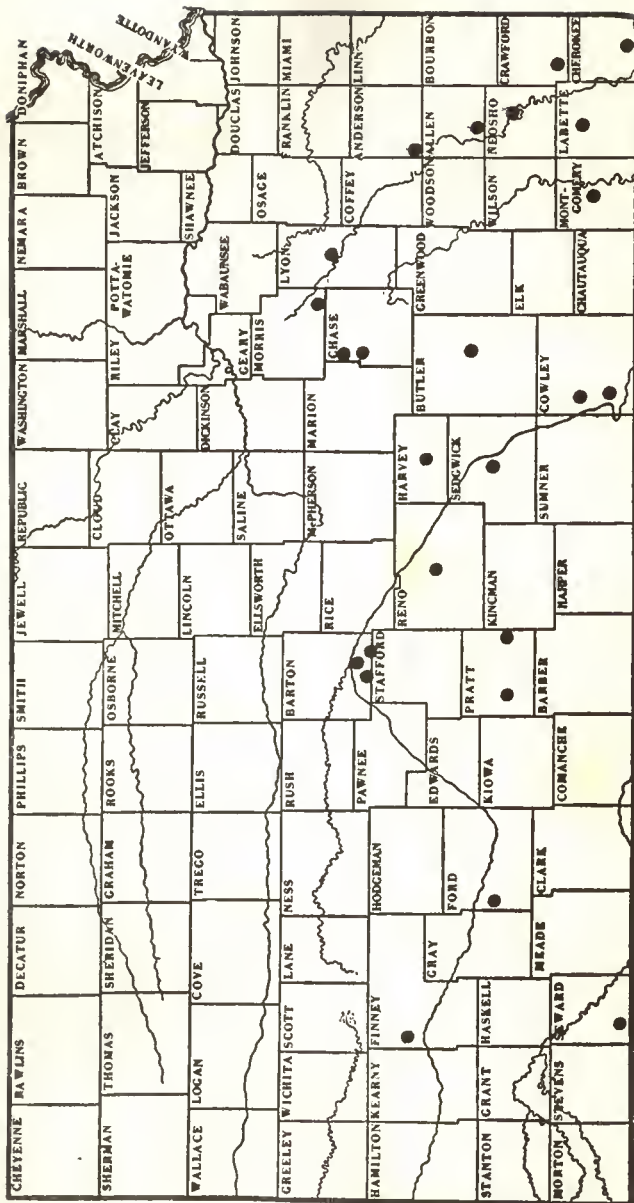 CHEYENNE
RAWLINS
DECATUR
NORTON
PHILLIPS
SMITH
JEWELL
REPUBLIC
WASHINGTON
MARSHALL
NEMARA
BROWN
DONIPHAN
SHERMAN
THOMAS
SHERIDAN
GRAHAM
ROOKS
OSBORNE
MITCHELL
CLOUD
CLAY
RILEY
POTTA-
WATOMIE
JACKSON
ATCHISON
JEFFERSON
LEAVENWORTH
WYANDOTTE
WALLACE
LOGAN
COVE
TREGO
ELLIS
RUSSELL
LINCOLN
OTTAWA
SALINE
DICKINSON
GEARY
MORRIS
WABAUNSEE
SHAWNEE
OSAGE
DOUGLAS
JOHNSON
GREELEY
WICHITA
SCOTT
LANE
NESS
RUSH
BARTON
ELLSWORTH
RICE
McPHERSON
MARION
CHASE
LYON
COFFEY
FRANKLIN
MIAMI
ANDERSON
LINN
HAMILTON
KEARNY
FINNEY
HODGEMAN
PAWNEE
STAFFORD
RENO
HARVEY
BUTLER
GREENWOOD
WOODSON
ALLEN
BOURBON
GRAY
FORD
EDWARDS
PRATT
KINCMAN
SEDGWICK
ELK
WILSON
NEOSHO
CRAWFORD
STANTON
GRANT
HASKELL
KIOWA
MORTON
STEVENS
SEWARD
MEADE
CLARK
COMANCHE
BARBER
HARPER
SUMNER
COWLEY
CHAUTAUQUA
MONT-
GOMERY
LABETTE
CHEROKEE